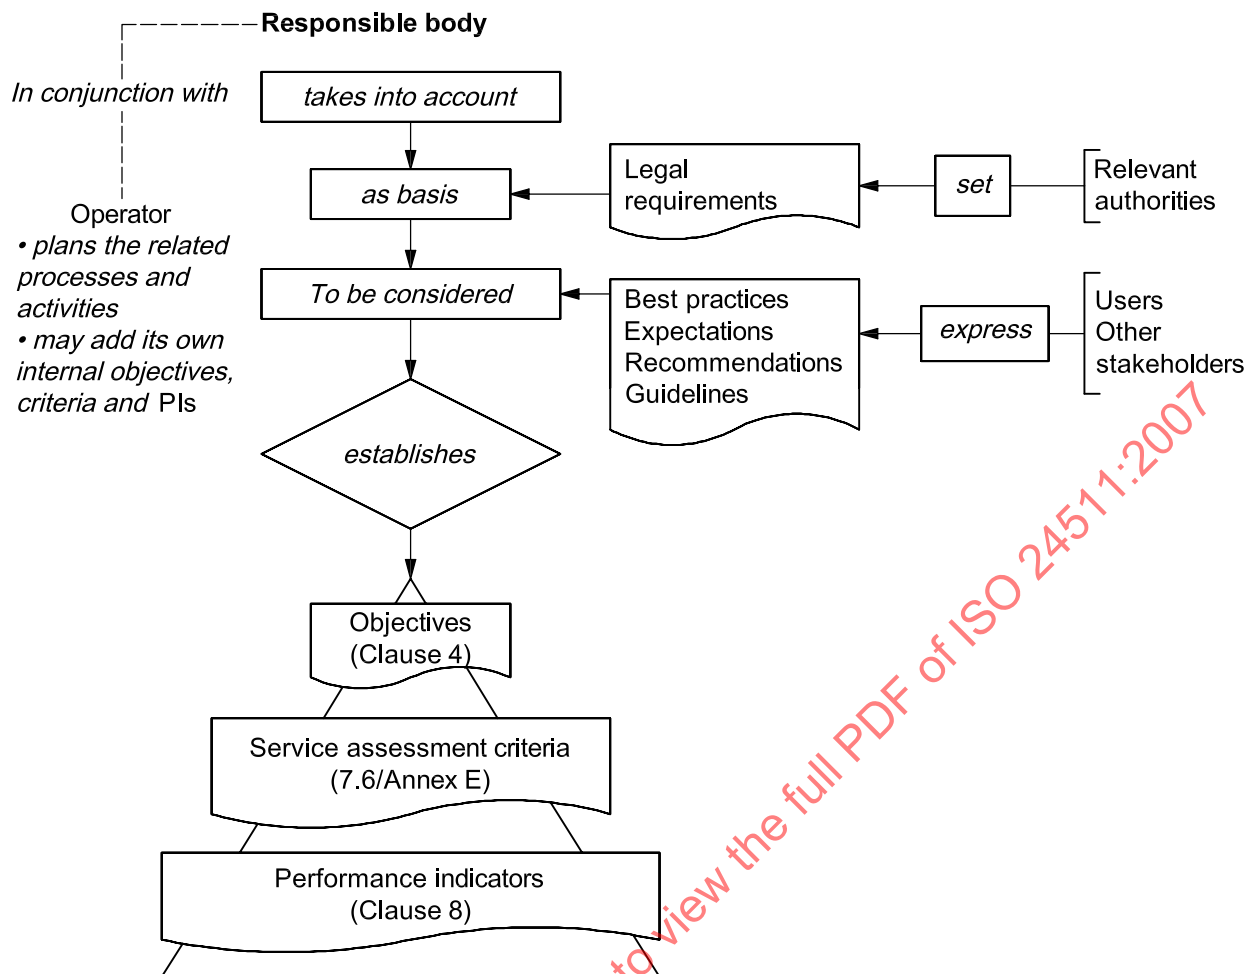 Responsible body
In conjunction with
takes into account
Legal
requirements
set
Relevant
authorities
as basis
Operator
• plans the related
processes and
activities
• may add its own
internal objectives,
criteria and PIs
To be considered
Best practices
Expectations
Recommendations
Guidelines
express
Users
Other
stakeholders
establishes
Objectives
(Clause 4)
Service assessment criteria
(7.6/Annex E)
Performance indicators
(Clause 8)
to view the full PDF of ISO 24511:2007